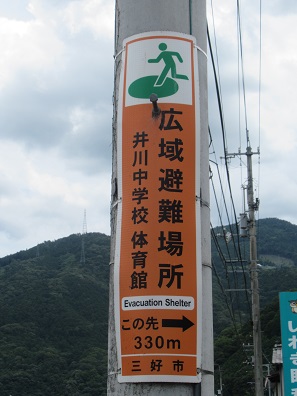 広域避難場所
井川中学校 体育館
Evacuation Shelter
この先 →
330m
三好市